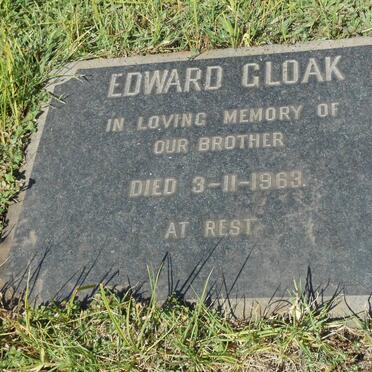 EDWARD GLOAK
IN LOVING MEMORY OF
OUR BROTHER
DIED 3-11-1963.
AT REST